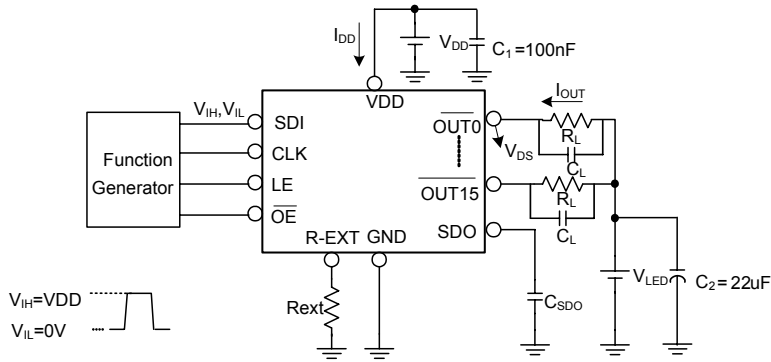 I_DD
V_DD
C_1=100nF
VDD
V_IH,V_IL
I_OUT
SDI
OUT0
R_L
V_DS
C_L
Function
Generator
CLK
LE
OUT15
R_L
OE
SDO
C_L
R-EXT
GND
V_LED
C_2= 22uF
V_IH=VDD
Rext
C_SDO
V_IL=0V